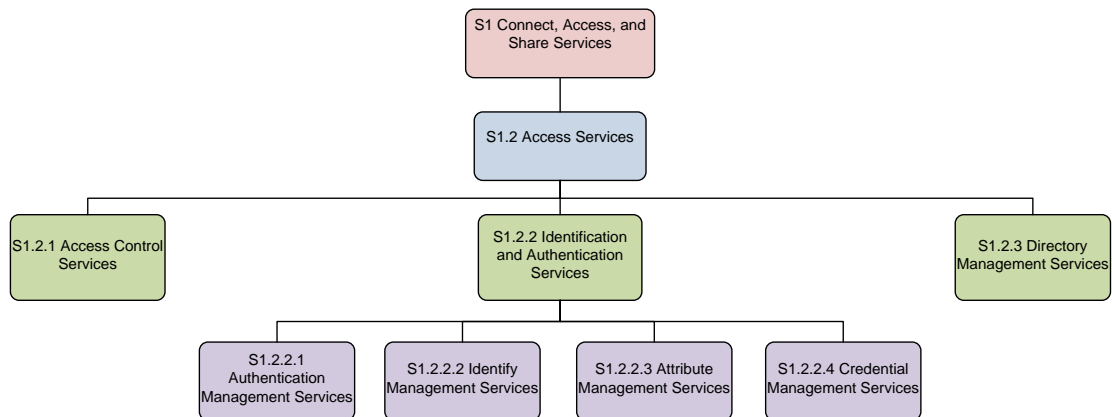 S1 Connect, Access, and
Share Services
S1.2 Access Services
S1.2.1 Access Control
Services
S1.2.2 Identification
and Authentication
Services
S1.2.3 Directory
Management Services
S1.2.2.1
Authentication
Management Services
S1.2.2.2 Identify
Management Services
S1.2.2.3 Attribute
Management Services
S1.2.2.4 Credential
Management Services